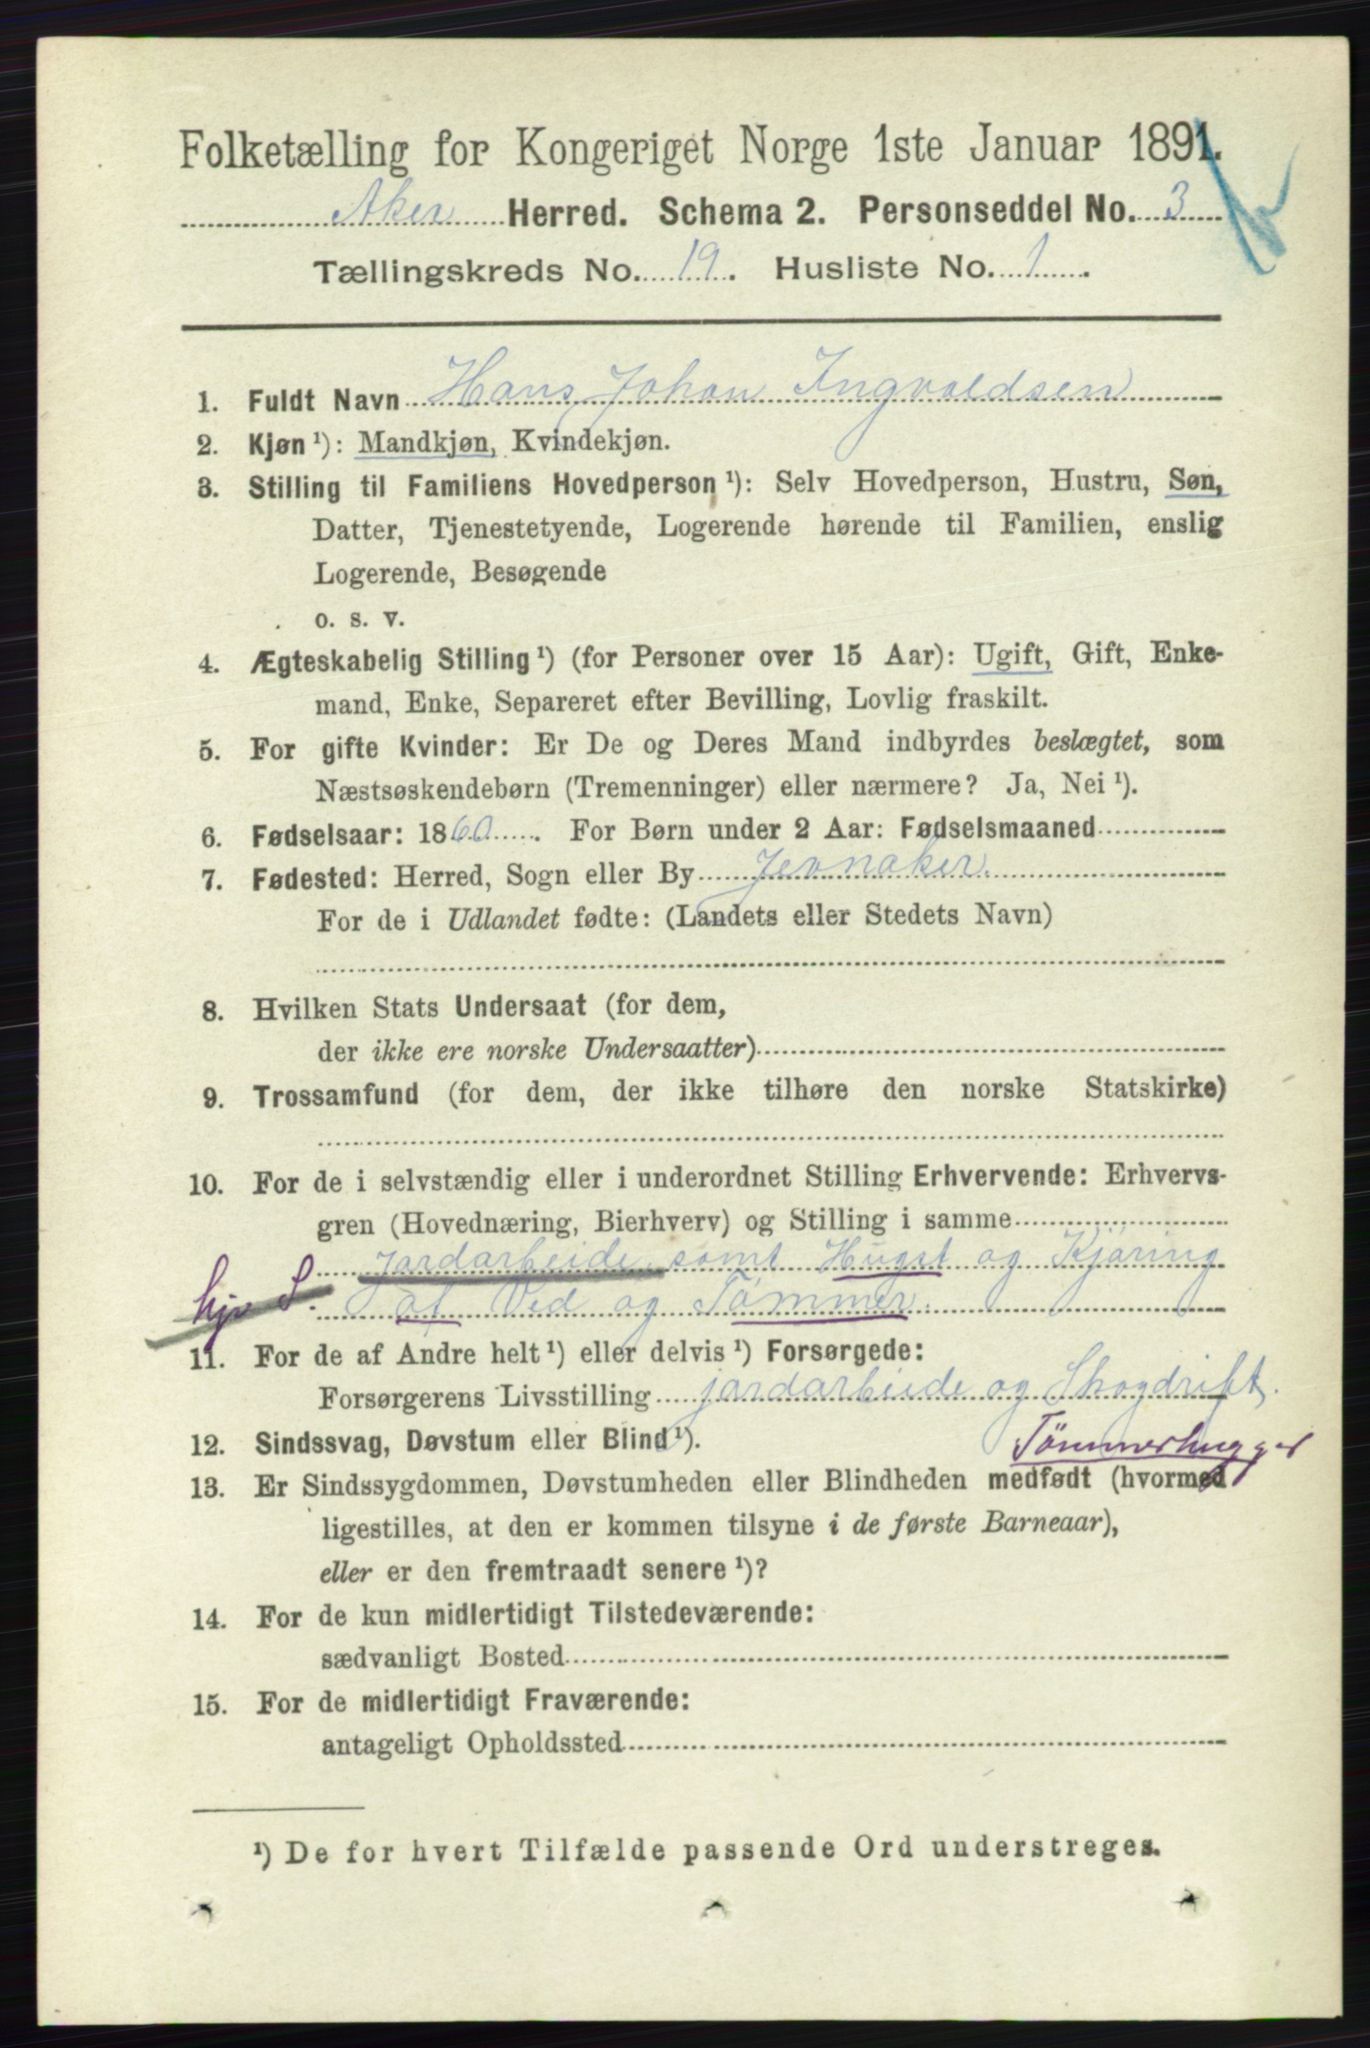 Folketælling for Kongeriget Norge 1ste Januar 1891.
Aker Herred. Schema 2. Personseddel No. 3
Tællingskreds No. 19. Husliste No. 1.
1. Fuldt Navn Hans Johan Ingvaldsen
2. Kjøn ¹): Mandkjøn, Kvindekjøn.
3. Stilling til Familiens Hovedperson ¹): Selv Hovedperson, Hustru, Søn,
Datter, Tjenestetyende, Logerende hørende til Familien, enslig
Logerende, Besøgende
o. s. v.
4. Ægteskabelig Stilling ¹) (for Personer over 15 Aar): Ugift, Gift, Enke-
mand, Enke, Separeret efter Bevilling, Lovlig fraskilt.
5. For gifte Kvinder: Er De og Deres Mand indbyrdes beslægtet, som
Næstsøskendebørn (Tremenninger) eller nærmere? Ja, Nei ¹).
6. Fødselsaar: 1860. For Børn under 2 Aar: Fødselsmaaned
7. Fødested: Herred, Sogn eller By Jevnaker.
For de i Udlandet fødte: (Landets eller Stedets Navn)
8. Hvilken Stats Undersaat (for dem,
der ikke ere norske Undersaatter)
9. Trossamfund (for dem, der ikke tilhøre den norske Statskirke)
10. For de i selvstændig eller i underordnet Stilling Erhvervende: Erhvervs-
gren (Hovednæring, Bierhverv) og Stilling i samme
Jordarbeide samt Hugst og Kjöring
hjv S. af Ved og Tömmer.
11. For de af Andre helt ¹) eller delvis ¹) Forsørgede:
Forsørgerens Livsstilling jordarbeide og Skogdrift.
12. Sindssvag, Døvstum eller Blind ¹). Tömmerhugger
13. Er Sindssygdommen, Døvstumheden eller Blindheden medfødt (hvormed
ligestilles, at den er kommen tilsyne i de første Barneaar),
eller er den fremtraadt senere ¹)?
14. For de kun midlertidigt Tilstedeværende:
sædvanligt Bosted
15. For de midlertidigt Fraværende:
antageligt Opholdssted
¹) De for hvert Tilfælde passende Ord understreges.